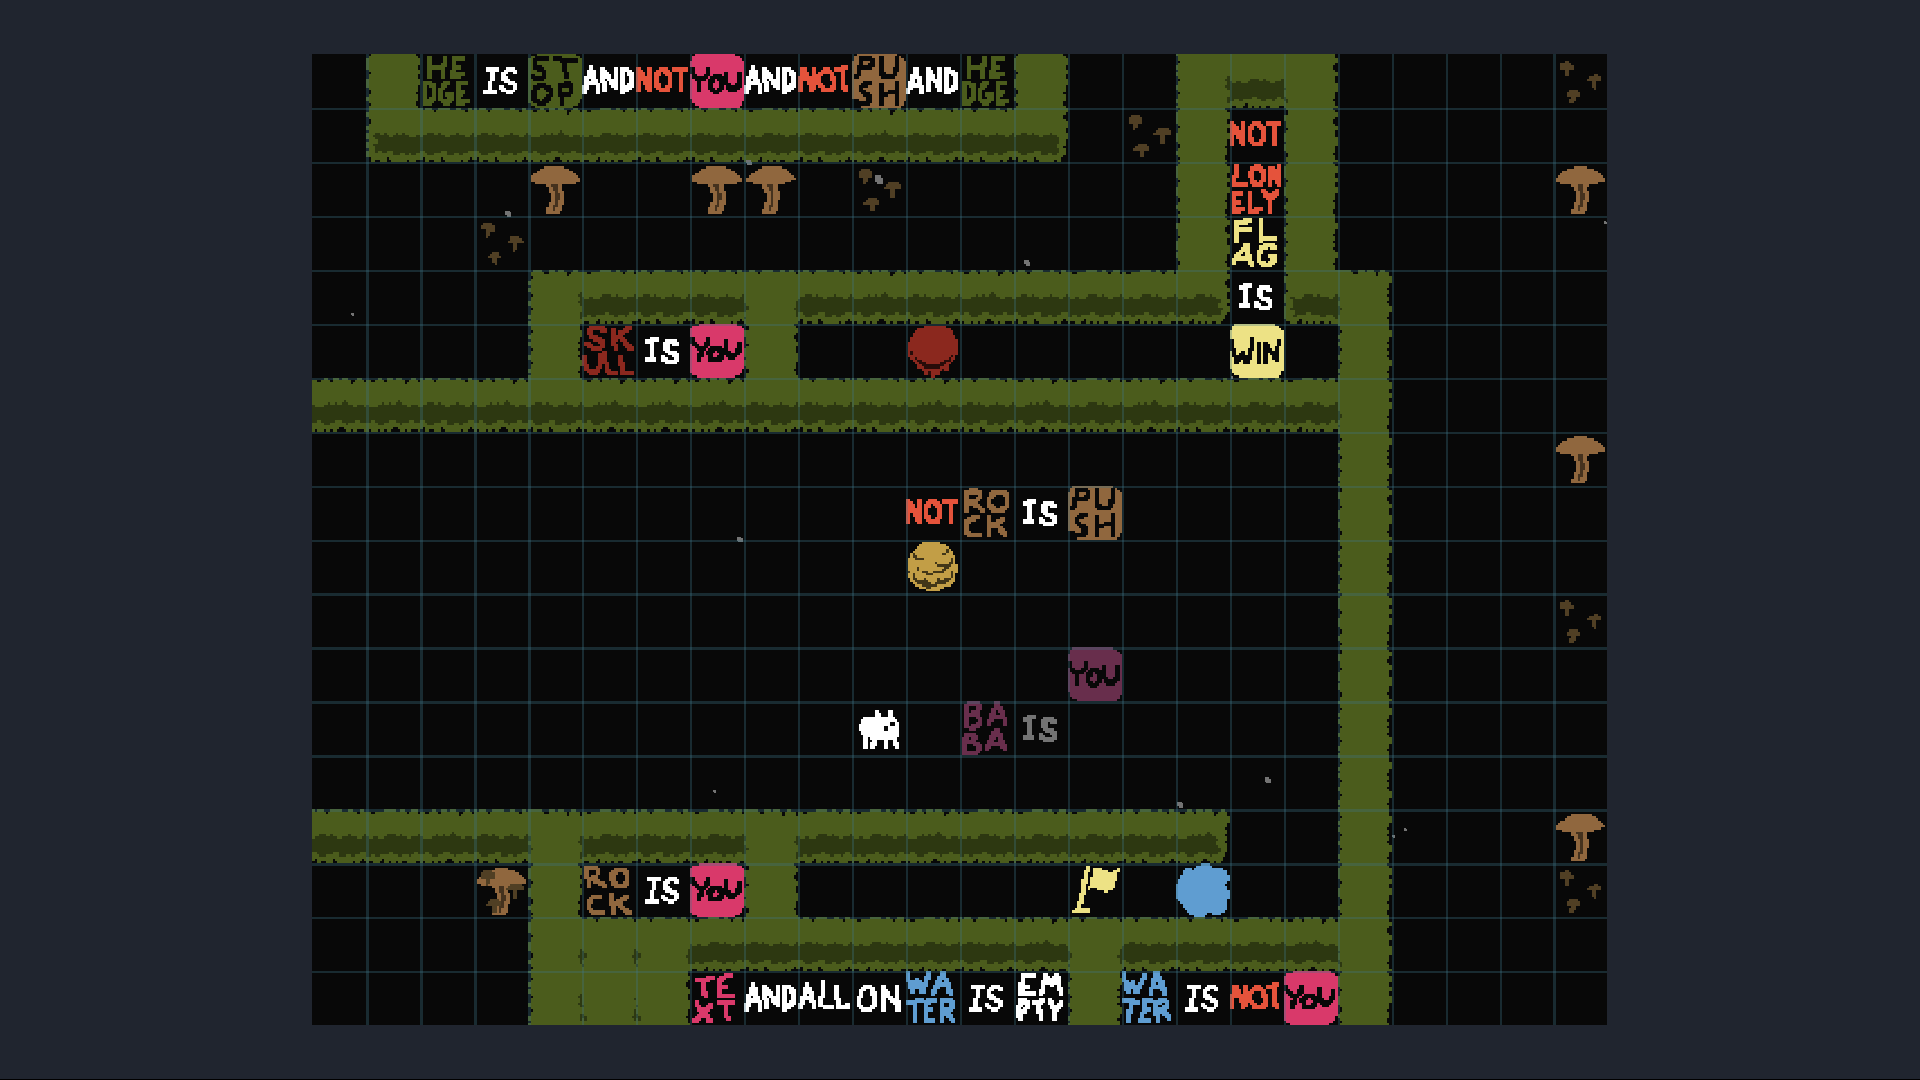 HEDGE IS STOP AND NOT YOU AND NOT PUSH AND HEDGE
NOT
LONELY
FLAG
IS
SKULL IS YOU
WIN
NOT ROCK IS PUSH
YOU
BABA IS
ROCK IS YOU
TEXT AND ALL ON WATER IS EMPTY
WATER IS NOT YOU